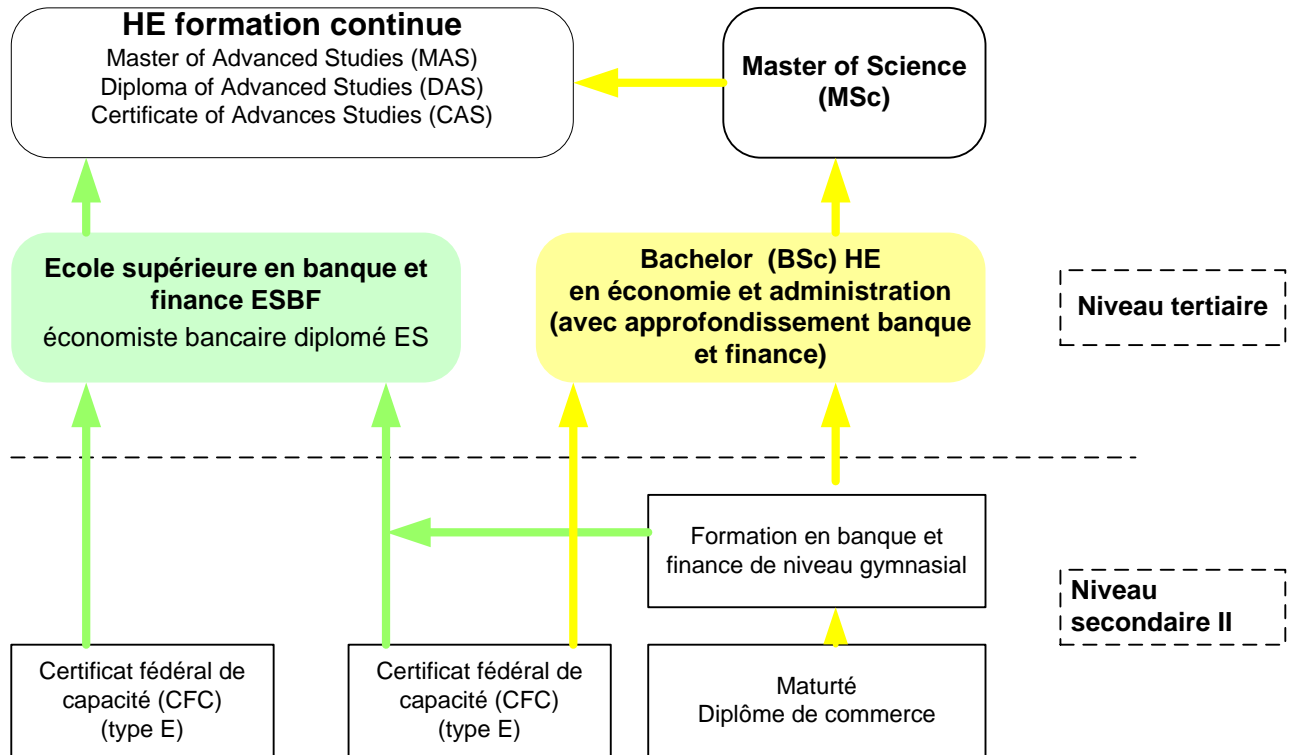 HE formation continue
Master of Advanced Studies (MAS)
Diploma of Advanced Studies (DAS)
Certificate of Advances Studies (CAS)
Master of Science
(MSc)
Ecole supérieure en banque et
finance ESBF
économiste bancaire diplomé ES
Bachelor (BSc) HE
en économie et administration
(avec approfondissement banque
et finance)
Niveau tertiaire
Formation en banque et
finance de niveau gymnasial
Niveau
secondaire II
Certificat fédéral de
capacité (CFC)
(type E)
Certificat fédéral de
capacité (CFC)
(type E)
Maturté
Diplôme de commerce